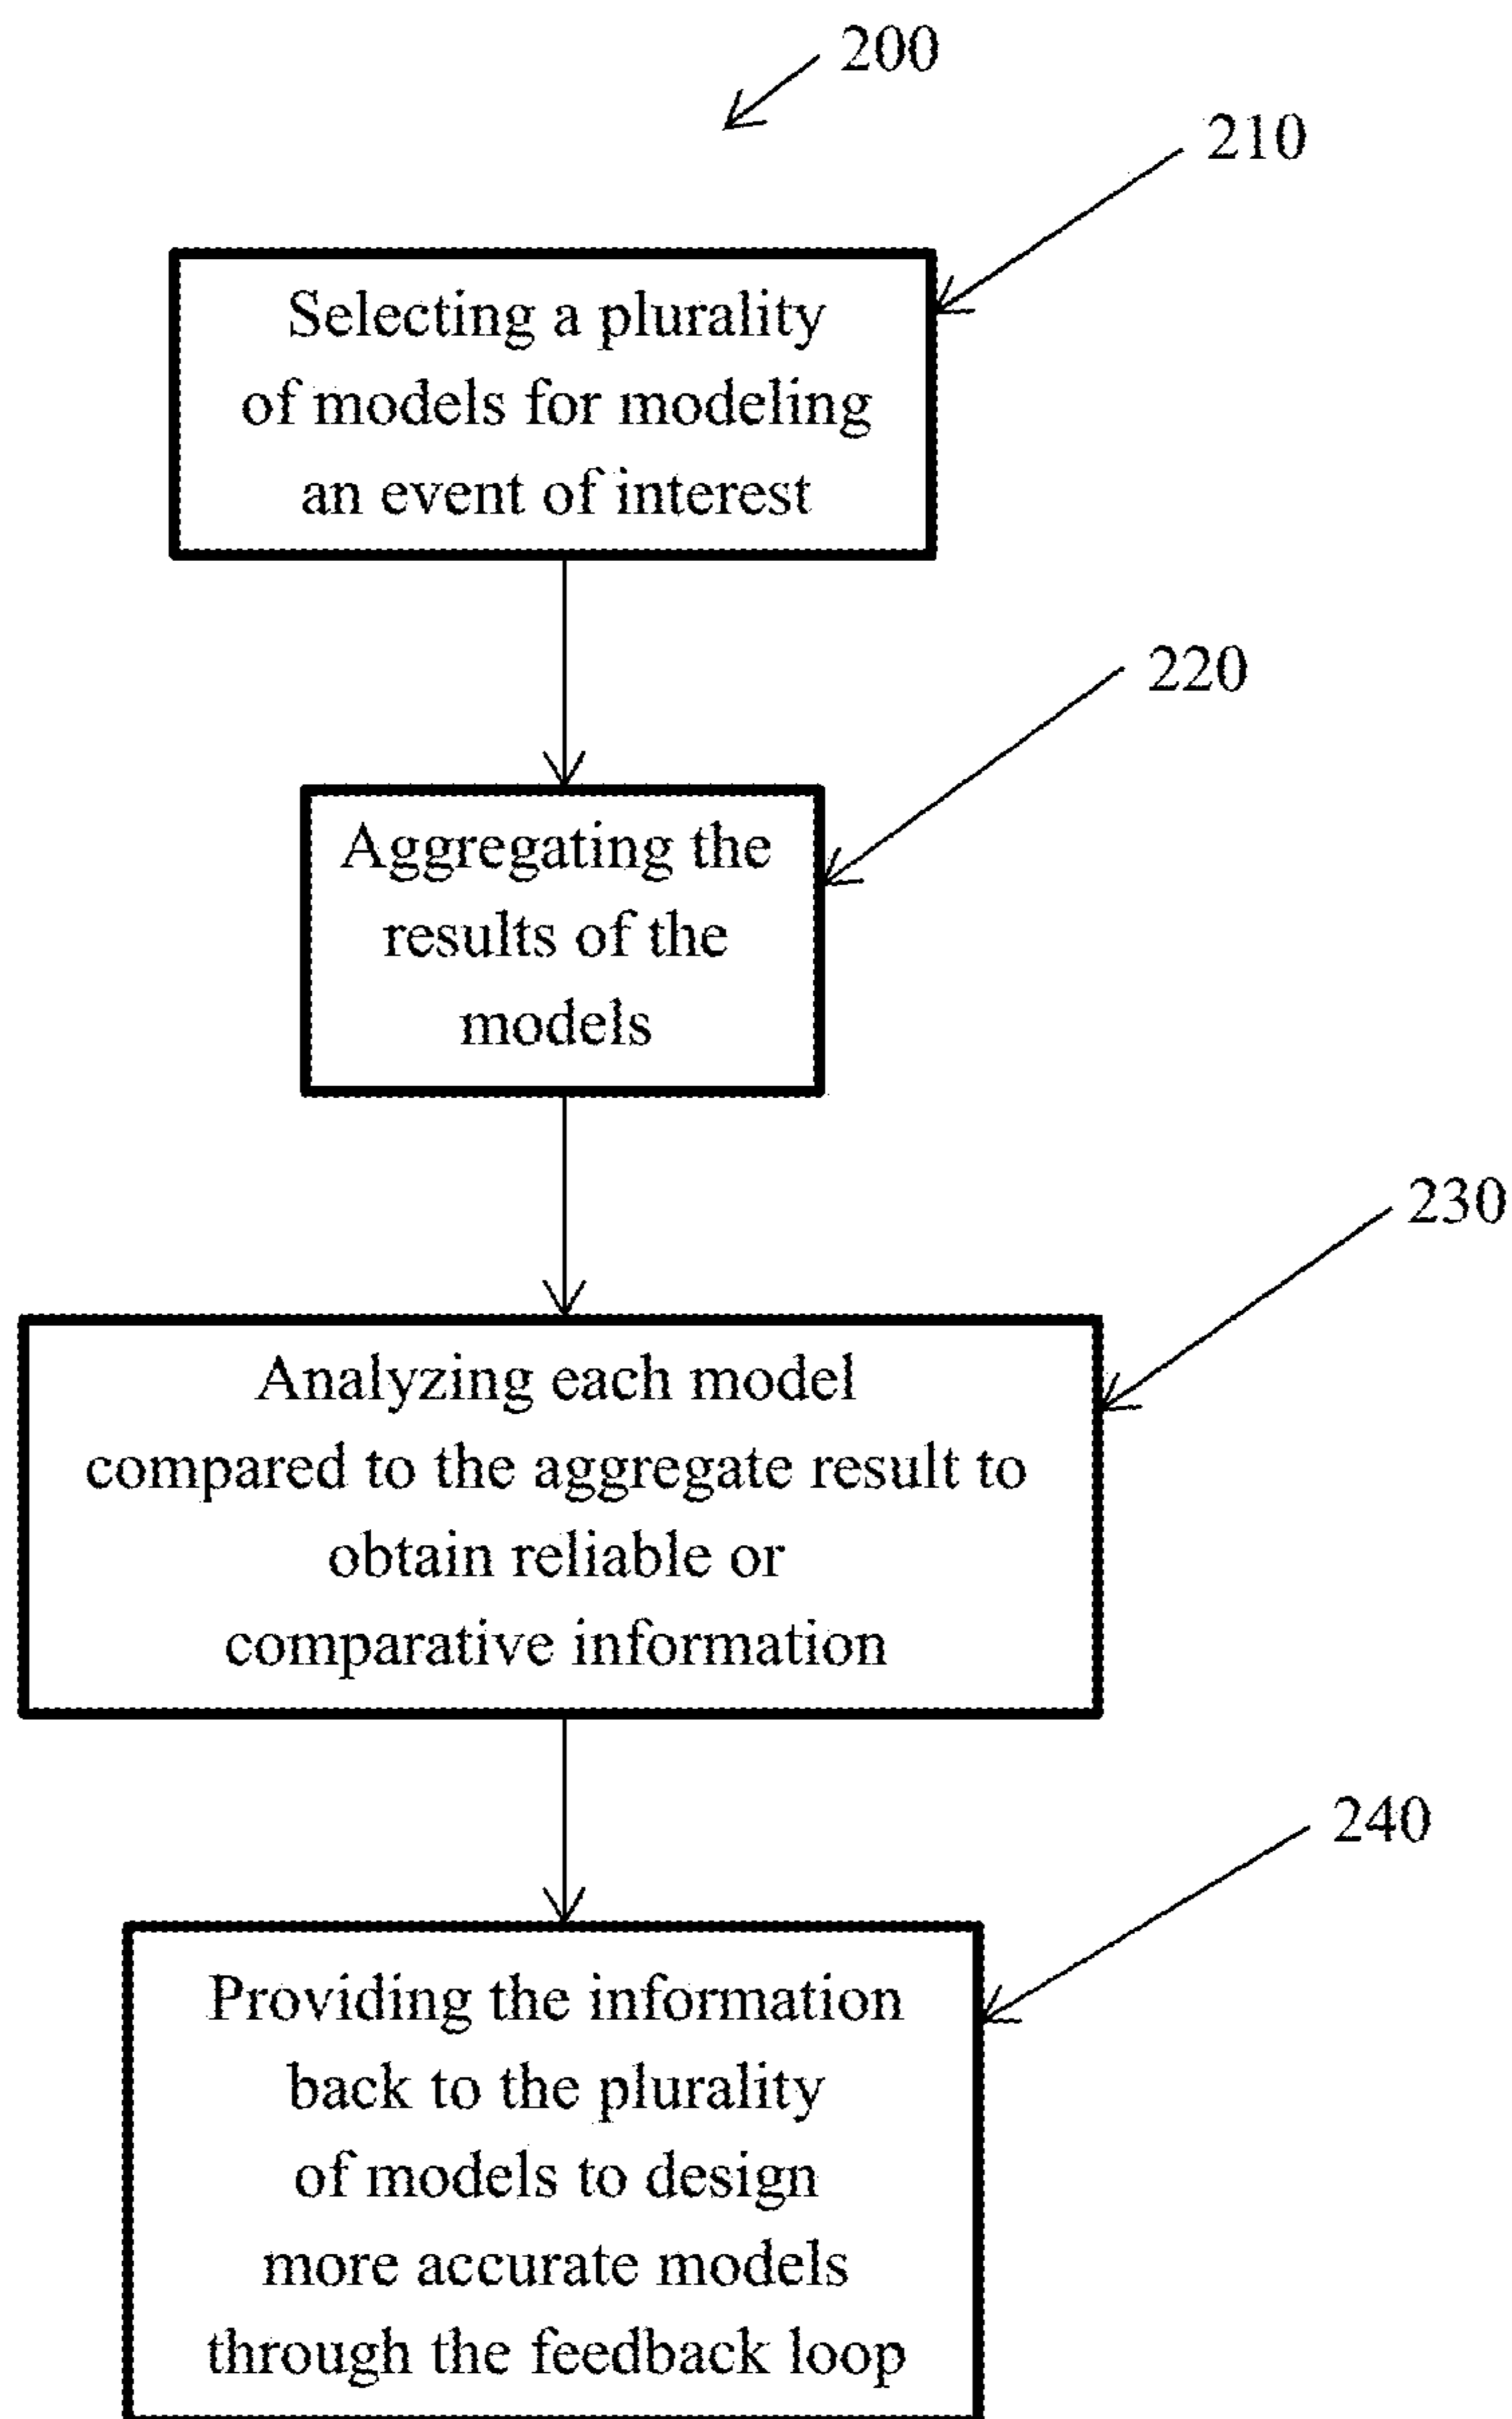 200
210
Selecting a plurality
of models for modeling
an event of interest
220
Aggregating the
results of the
models
230
Analyzing each model
compared to the aggregate result to
obtain reliable or
comparative information
240
Providing the information
back to the plurality
of models to design
more accurate models
through the feedback loop